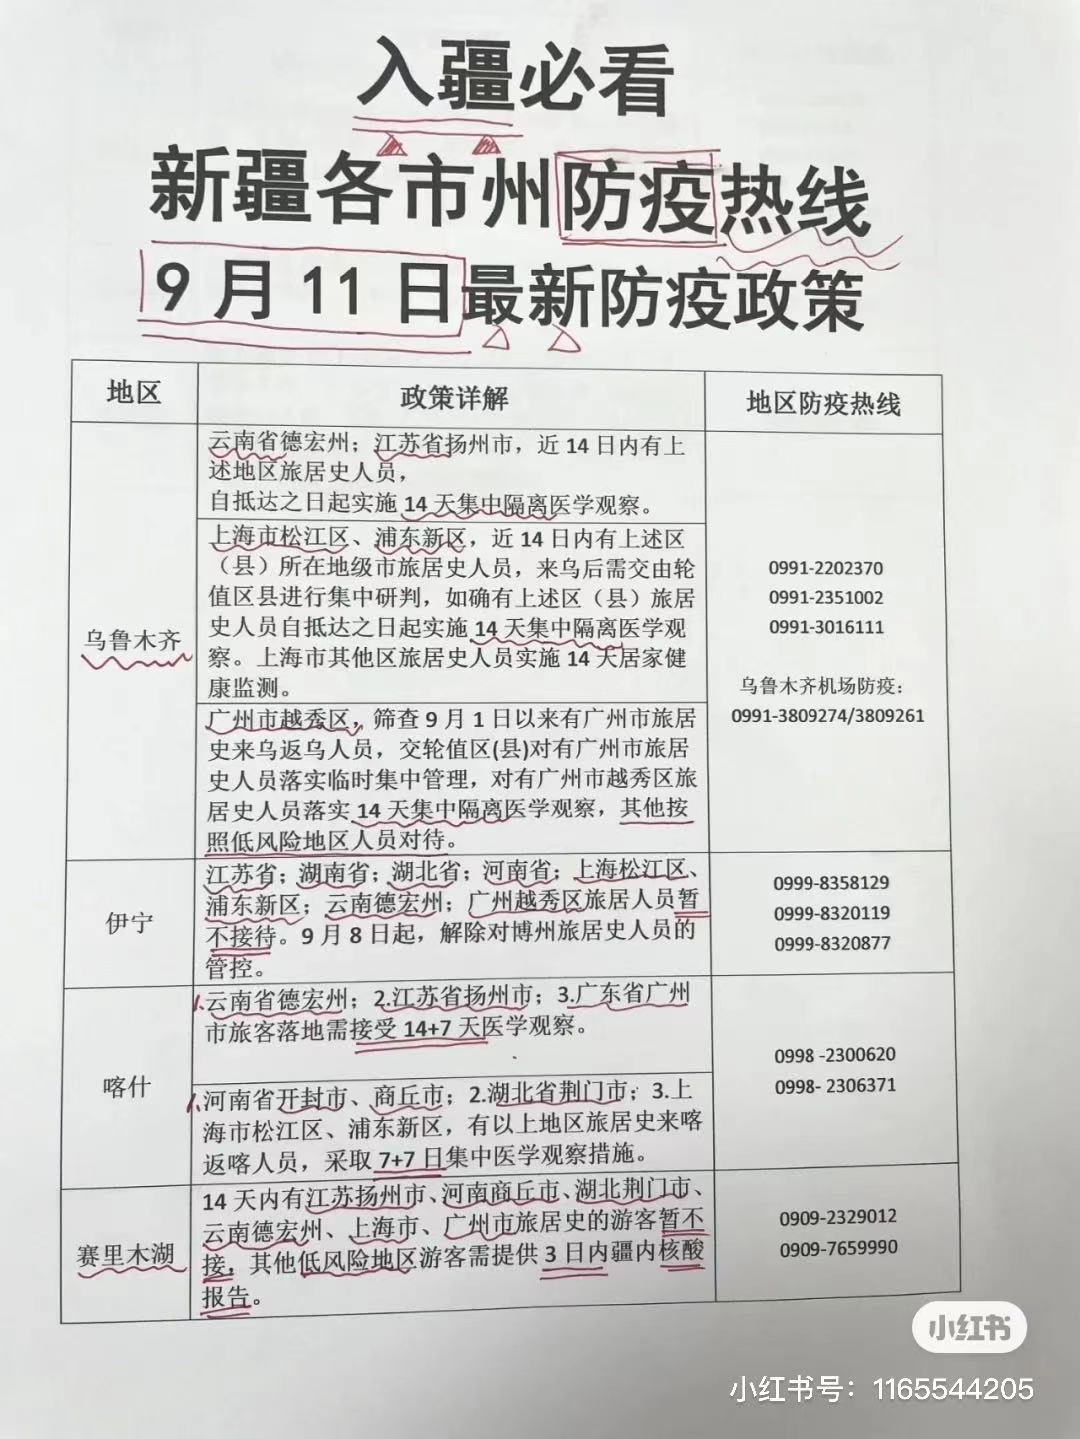 入疆必看
新疆各市州防疫热线
9月11日最新防疫政策
地区
政策详解
地区防疫热线
乌鲁木齐
云南省德宏州；江苏省扬州市，近14日内有上
述地区旅居史人员，
自抵达之日起实施14天集中隔离医学观察。
上海市松江区、浦东新区，近14日内有上述区
（县）所在地级市旅居史人员，来乌后需交由轮
值区县进行集中研判，如确有上述区（县）旅居
史人员自抵达之日起实施14天集中隔离医学观
察。上海市其他区旅居史人员实施14天居家健
康监测。
广州市越秀区，筛查9月1日以来有广州市旅居
史来乌返乌人员，交轮值区(县)对有广州市旅居
史人员落实临时集中管理，对有广州市越秀区旅
居史人员落实14天集中隔离医学观察，其他按
照低风险地区人员对待。
0991-2202370
0991-2351002
0991-3016111
乌鲁木齐机场防疫：
0991-3809274/3809261
伊宁
江苏省；湖南省；湖北省；河南省；上海松江区、
浦东新区；云南德宏州；广州越秀区旅居人员暂
不接待。9月8日起，解除对博州旅居史人员的
管控。
0999-8358129
0999-8320119
0999-8320877
喀什
1.云南省德宏州；2.江苏省扬州市；3.广东省广州
市旅客落地需接受14+7天医学观察。
1.河南省开封市、商丘市；2.湖北省荆门市；3.上
海市松江区、浦东新区，有以上地区旅居史来喀
返喀人员，采取7+7日集中医学观察措施。
0998 -2300620
0998- 2306371
赛里木湖
14天内有江苏扬州市、河南商丘市、湖北荆门市、
云南德宏州、上海市、广州市旅居史的游客暂不
接，其他低风险地区游客需提供3日内疆内核酸
报告。
0909-2329012
0909-7659990
小红书
小红书号：1165544205